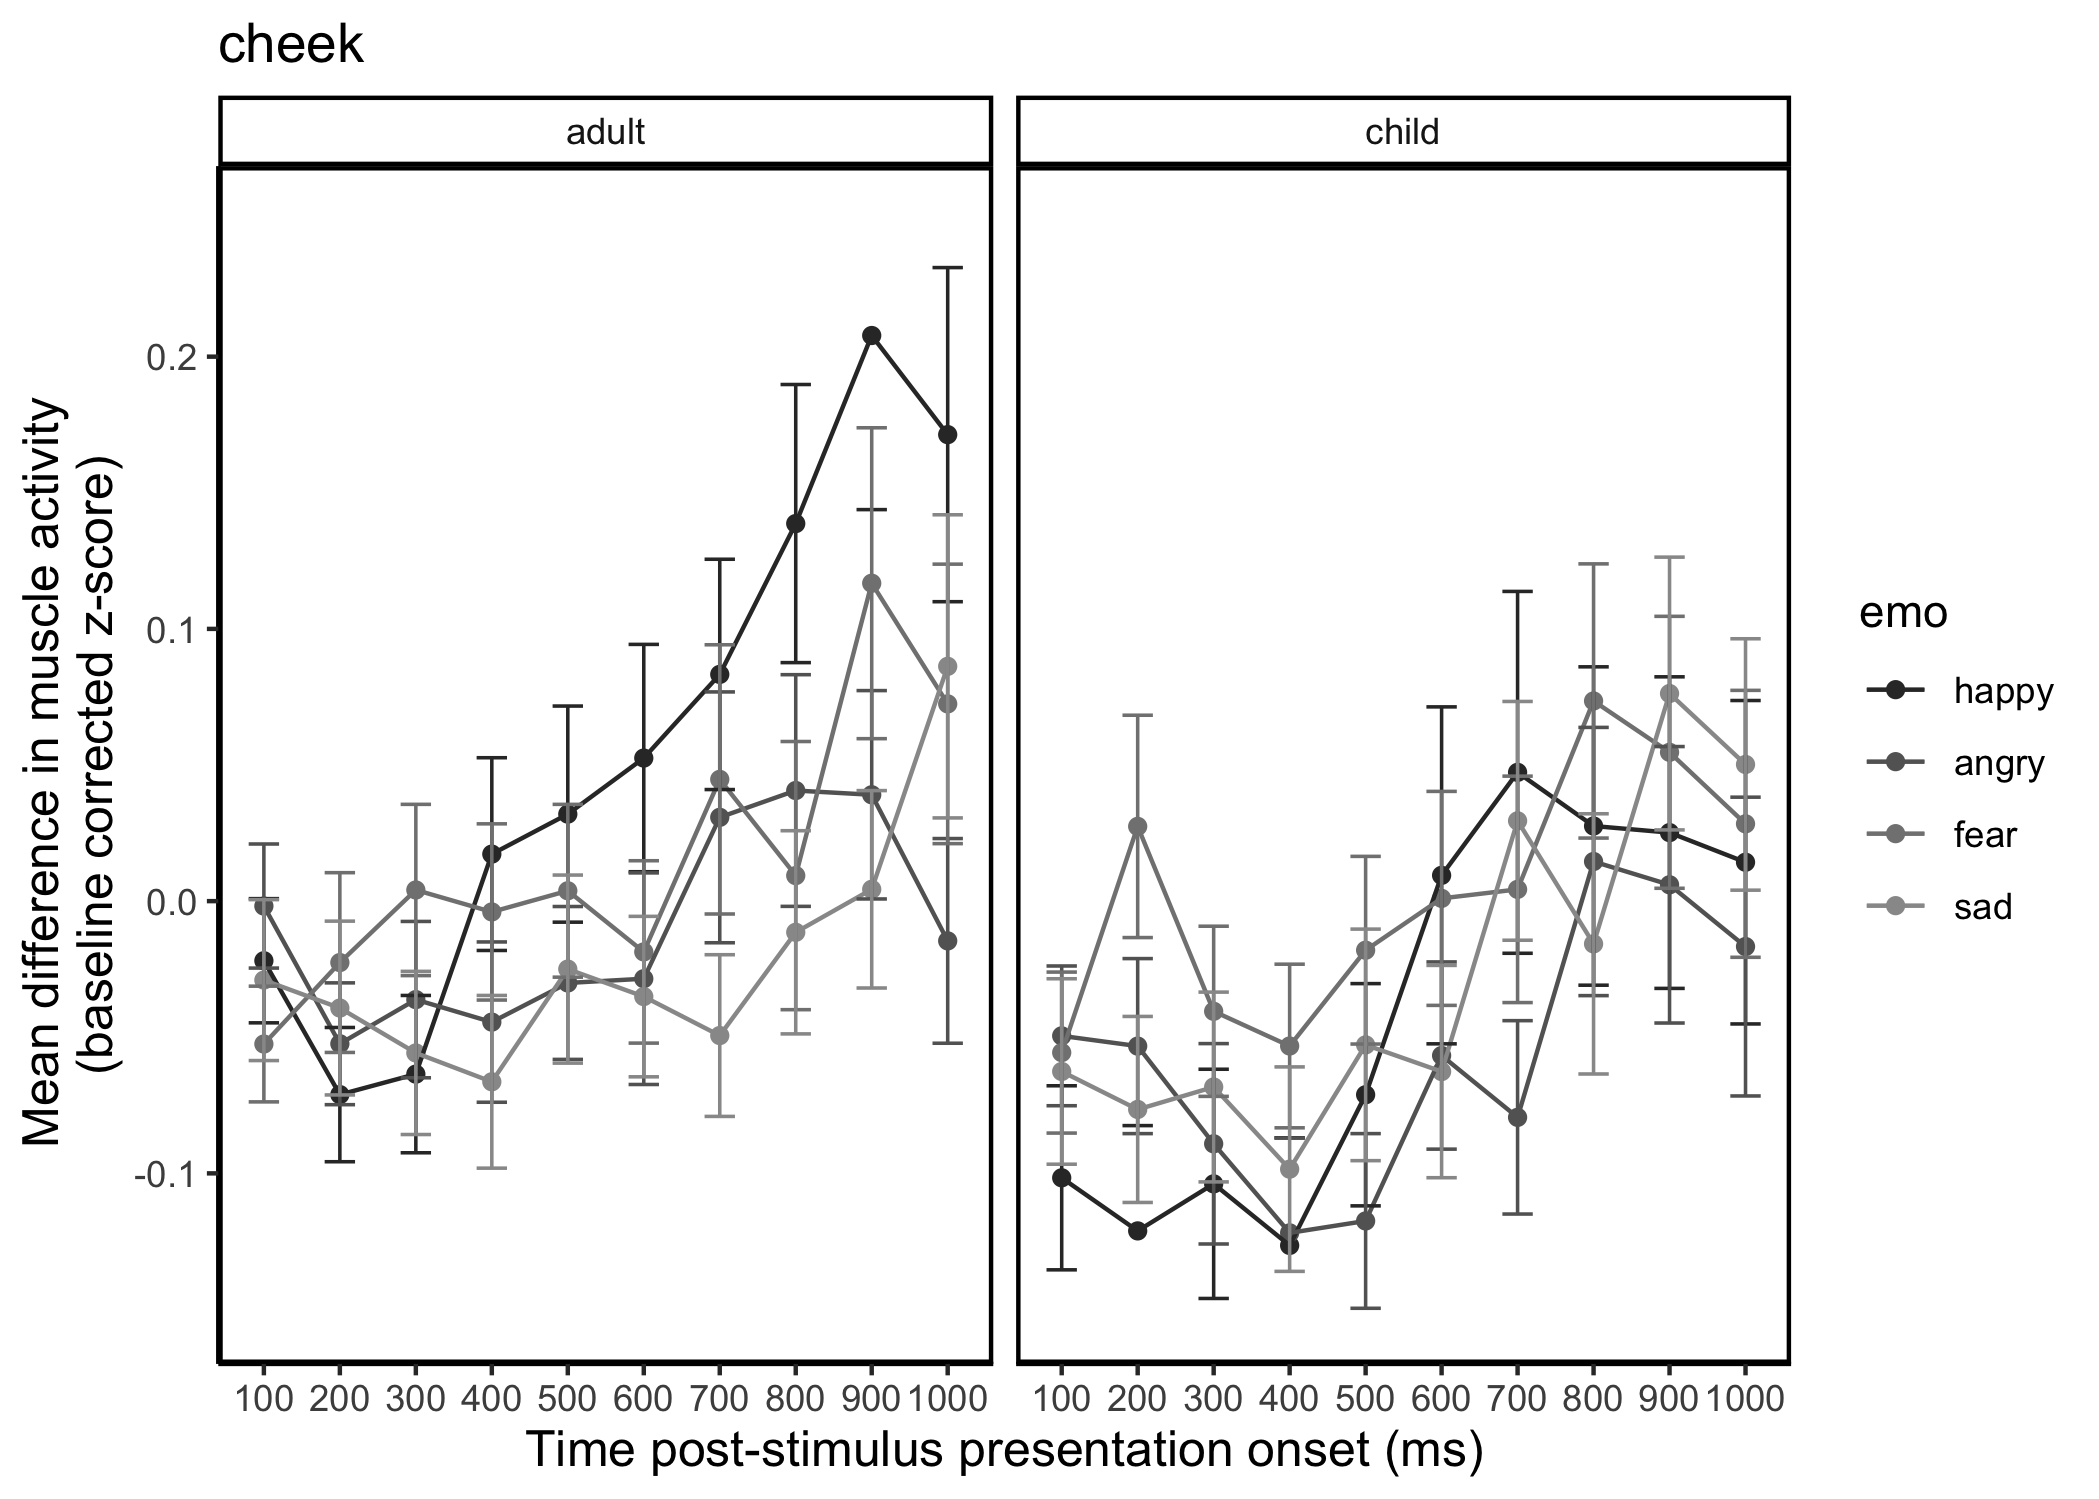 cheek
adult
child
Mean difference in muscle activity
(baseline corrected z-score)
0.2
0.1
0.0
-0.1
100 200 300 400 500 600 700 800 900 1000
100 200 300 400 500 600 700 800 900 1000
Time post-stimulus presentation onset (ms)
emo
happy
angry
fear
sad